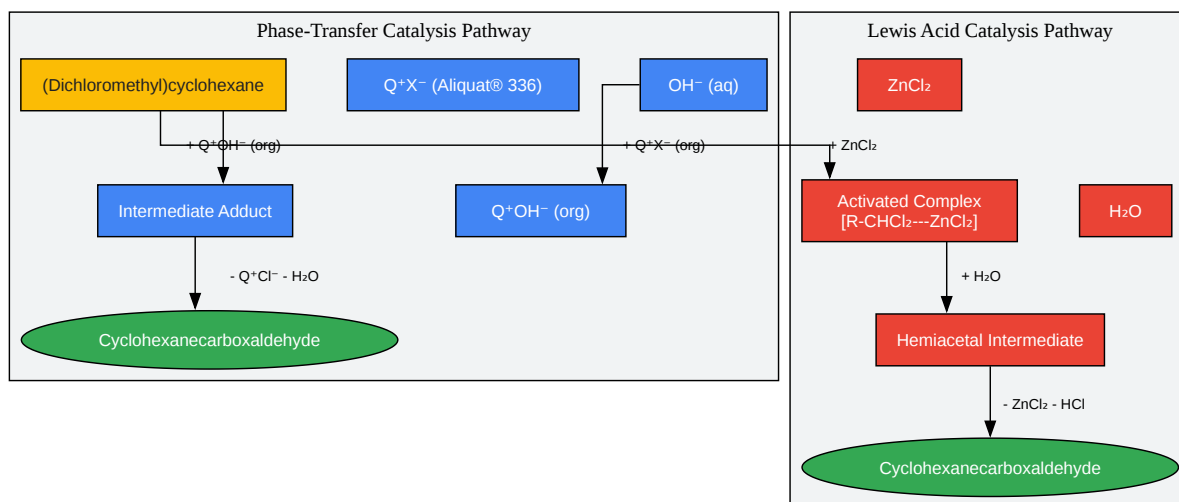 Phase-Transfer Catalysis Pathway
(Dichloromethyl)cyclohexane
Q⁺X⁻ (Aliquat® 336)
OH⁻ (aq)
+ Q⁺OH⁻ (org)
+ Q⁺X⁻ (org)
Intermediate Adduct
Q⁺OH⁻ (org)
- Q⁺Cl⁻ - H₂O
Cyclohexanecarboxaldehyde
Lewis Acid Catalysis Pathway
ZnCl₂
+ ZnCl₂
Activated Complex
[R-CHCl₂---ZnCl₂]
H₂O
+ H₂O
Hemiacetal Intermediate
- ZnCl₂ - HCl
Cyclohexanecarboxaldehyde